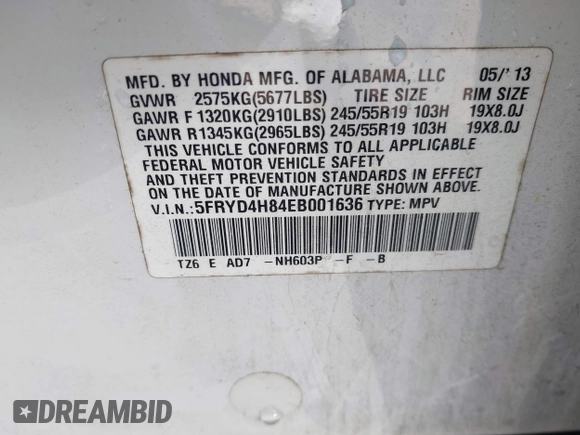 MFD. BY HONDA MFG. OF ALABAMA, LLC 05/'13
GVWR 2575KG(5677LBS) TIRE SIZE RIM SIZE
GAWR F 1320KG(2910LBS) 245/55R19 103H 19X8.0J
GAWR R1345KG(2965LBS) 245/55R19 103H 19X8.0J
THIS VEHICLE CONFORMS TO ALL APPLICABLE
FEDERAL MOTOR VEHICLE SAFETY
AND THEFT PREVENTION STANDARDS IN EFFECT
ON THE DATE OF MANUFACTURE SHOWN ABOVE.
V.I.N.:5FRYD4H84EB001636 TYPE: MPV
TZ6 E AD7 -NH603P -F -B
DREAMBID